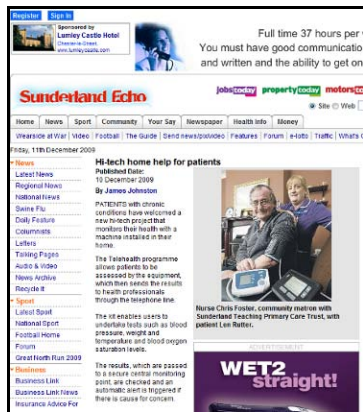 Register Sign In
Sponsored by
Lumley Castle Hotel
Chester le Street
www.lumleycastle.com
Full time 37 hours per
You must have good communicatio
and written and the ability to get on
Sunderland Echo
jobstoday propertytoday motorsto
Site Web
Home News Sport Community Your Say Newspaper Health Info Money
Wearside at War Video Football The Guide Send news/pix/video Features Forum e-lotto Traffic What's
Friday, 11th December 2009
News
Latest News
Regional News
National News
Swine Flu
Daily Feature
Columnists
Letters
Talking Pages
Audio & Video
News Archive
Recycle It
Sport
Latest Sport
National Sport
Football Home
Forum
Great North Run 2009
Business
Business Link
Business Link News
Insurance Advice For
Hi-tech home help for patients
Published Date:
10 December 2009
By James Johnston
PATIENTS with chronic
conditions have welcomed a
new hi-tech project that
monitors their health with a
machine installed in their
home.
The Telehealth programme
allows patients to be
assessed by the equipment,
which then sends the results
to health professionals
through the telephone line.
The kit enables users to
undertake tests such as blood
pressure, weight and
temperature and blood oxygen
saturation levels.
The results, which are passed
to a secure central monitoring
point, are checked and an
automatic alert is triggered if
there is cause for concern.
Nurse Chris Foster, community matron with
Sunderland Teaching Primary Care Trust, with
patient Len Rutter.
ADVERTISEMENT
WET2
straight!